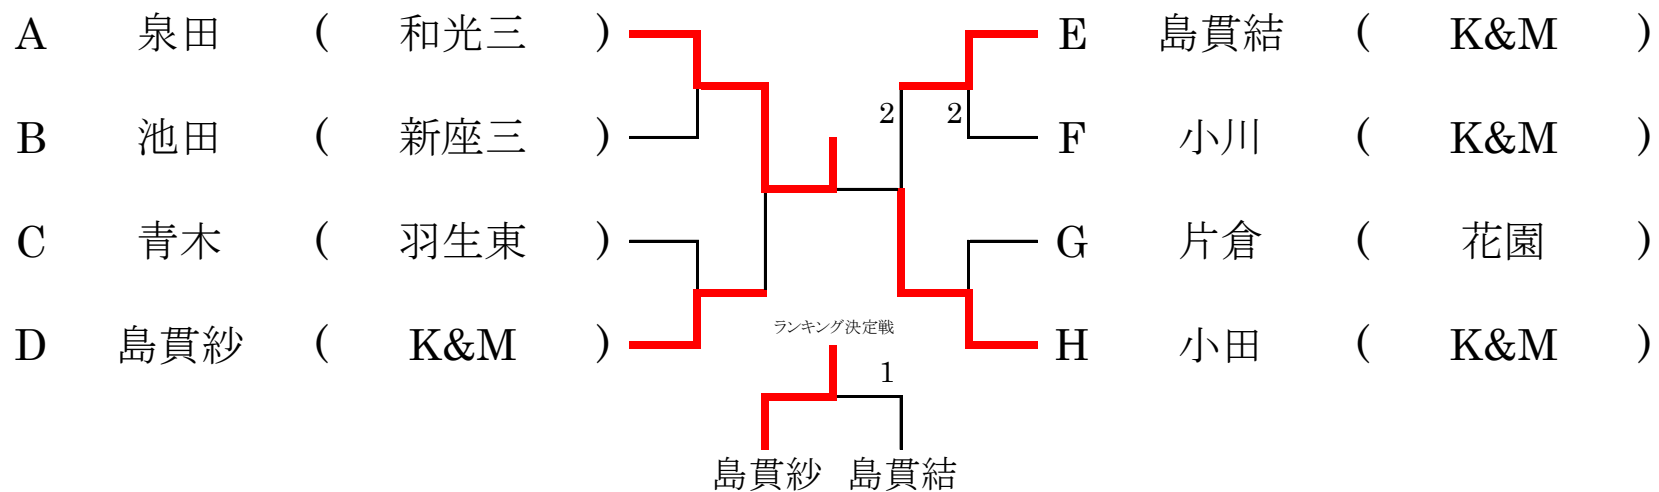 A 泉田 ( 和光三 ) E 島貫結 ( K&M )
2 2
B 池田 ( 新座三 ) F 小川 ( K&M )
C 青木 ( 羽生東 ) G 片倉 ( 花園 )
ランキング決定戦
D 島貫紗 ( K&M ) H 小田 ( K&M )
1
島貫紗 島貫結